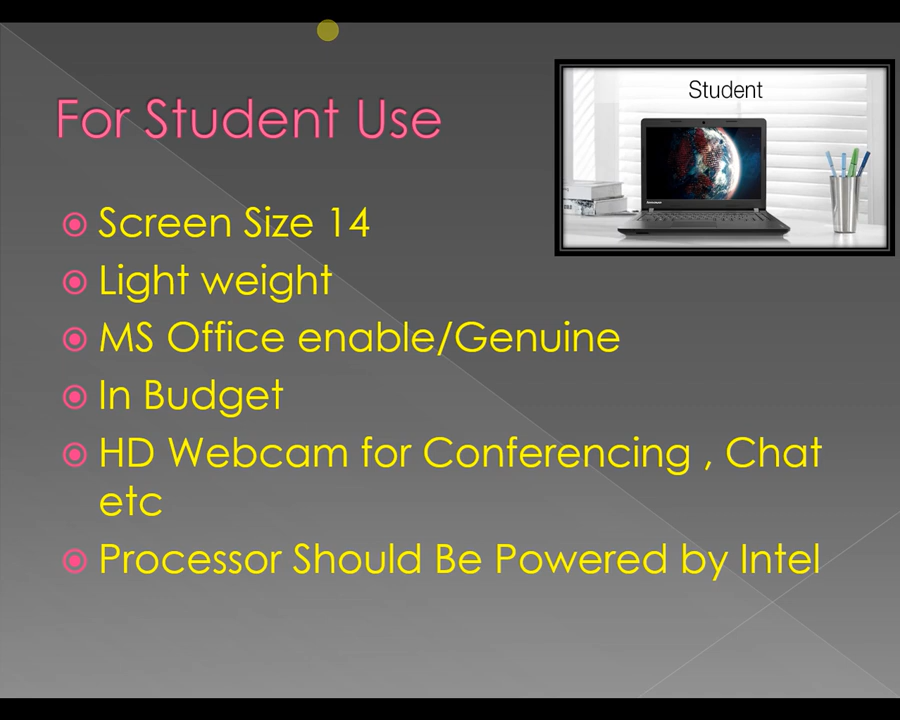 Student
For Student Use
Screen Size 14
Light weight
MS Office enable/Genuine
In Budget
HD Webcam for Conferencing , Chat
etc
Processor Should Be Powered by Intel